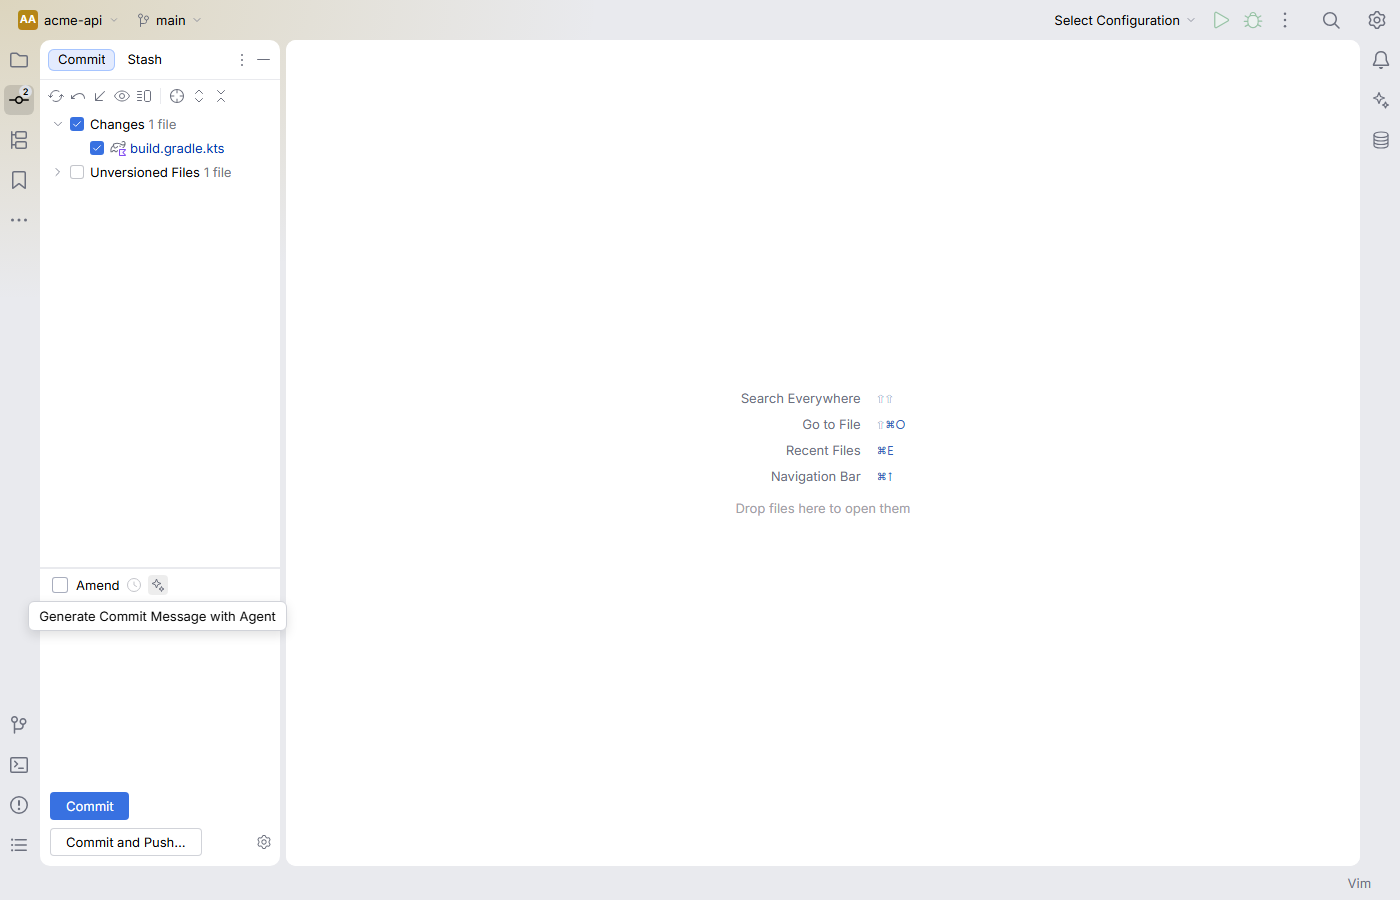 AA acme-api main Select Configuration
Commit Stash
2
Changes 1 file
build.gradle.kts
Unversioned Files 1 file
Search Everywhere ⇧⇧
Go to File ⇧⌘O
Recent Files ⌘E
Navigation Bar ⌘↑
Drop files here to open them
Amend
Generate Commit Message with Agent
Commit
Commit and Push...
Vim